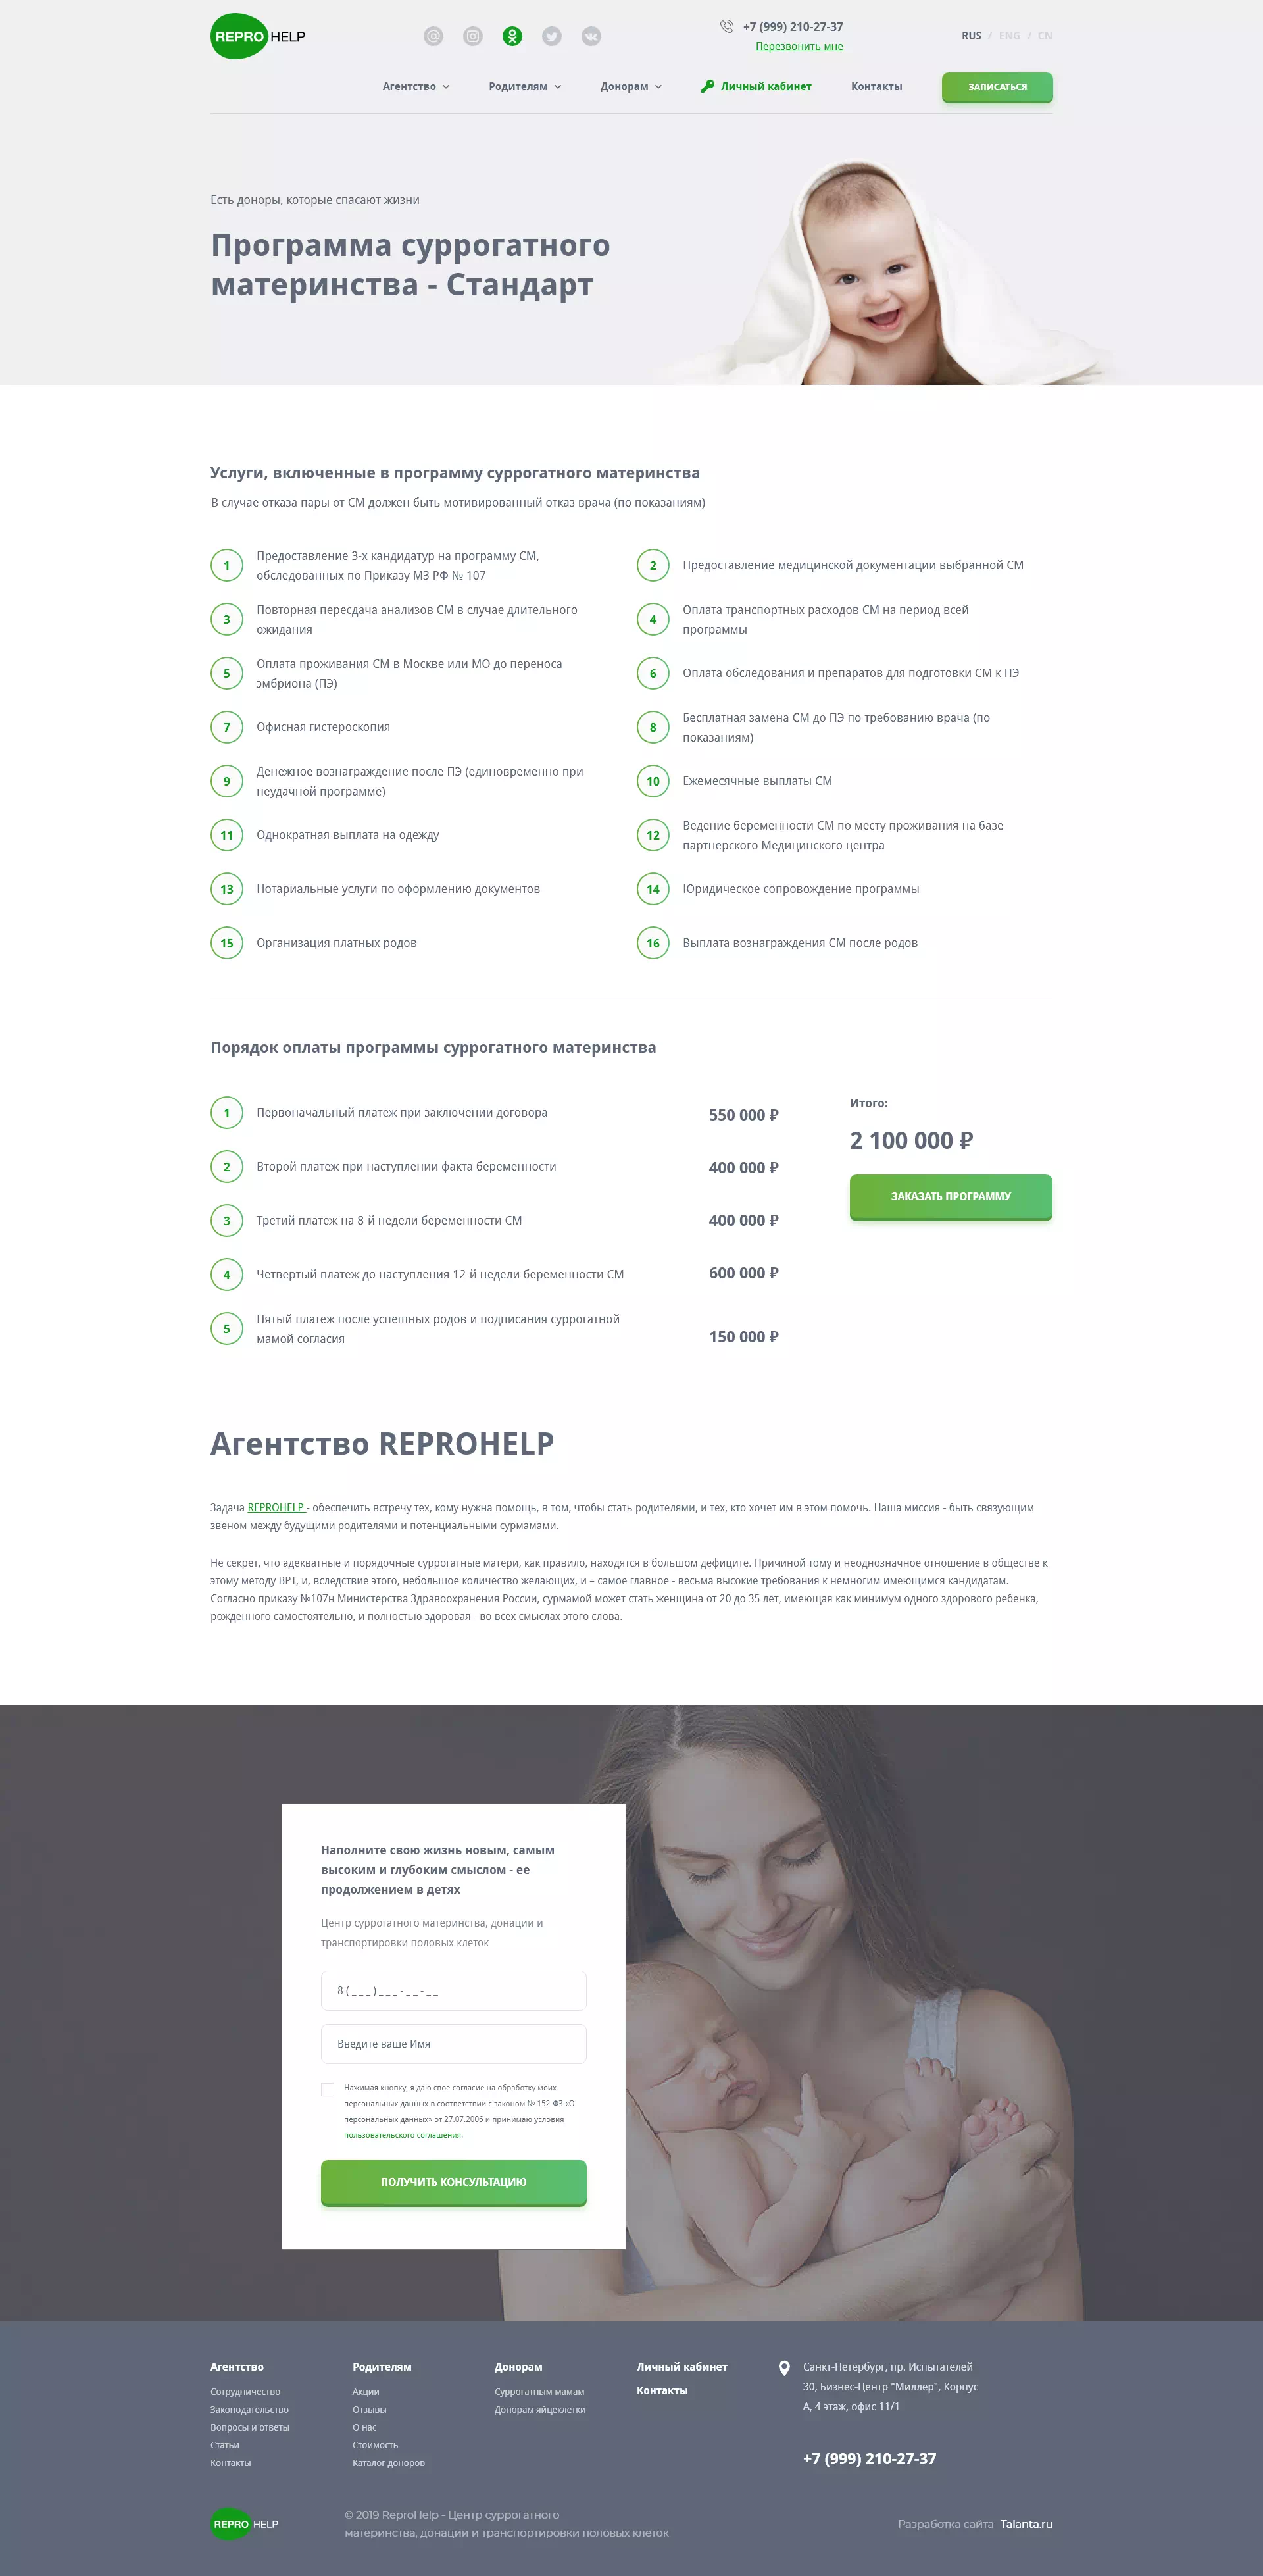 REPRO HELP
+7 (999) 210-27-37
Перезвонить мне
RUS / ENG / CN
Агентство
Родителям
Донорам
Личный кабинет
Контакты
ЗАПИСАТЬСЯ
Есть доноры, которые спасают жизни
Программа суррогатного
материнства - Стандарт
Услуги, включенные в программу суррогатного материнства
В случае отказа пары от СМ должен быть мотивированный отказ врача (по показаниям)
1
Предоставление 3-х кандидатур на программу СМ,
обследованных по Приказу МЗ РФ № 107
2
Предоставление медицинской документации выбранной СМ
3
Повторная пересдача анализов СМ в случае длительного
ожидания
4
Оплата транспортных расходов СМ на период всей
программы
5
Оплата проживания СМ в Москве или МО до переноса
эмбриона (ПЭ)
6
Оплата обследования и препаратов для подготовки СМ к ПЭ
7
Офисная гистероскопия
8
Бесплатная замена СМ до ПЭ по требованию врача (по
показаниям)
9
Денежное вознаграждение после ПЭ (единовременно при
неудачной программе)
10
Ежемесячные выплаты СМ
11
Однократная выплата на одежду
12
Ведение беременности СМ по месту проживания на базе
партнерского Медицинского центра
13
Нотариальные услуги по оформлению документов
14
Юридическое сопровождение программы
15
Организация платных родов
16
Выплата вознаграждения СМ после родов
Порядок оплаты программы суррогатного материнства
1
Первоначальный платеж при заключении договора
550 000 ₽
2
Второй платеж при наступлении факта беременности
400 000 ₽
3
Третий платеж на 8-й недели беременности СМ
400 000 ₽
4
Четвертый платеж до наступления 12-й недели беременности СМ
600 000 ₽
5
Пятый платеж после успешных родов и подписания суррогатной
мамой согласия
150 000 ₽
Итого:
2 100 000 ₽
ЗАКАЗАТЬ ПРОГРАММУ
Агентство REPROHELP
Задача REPROHELP - обеспечить встречу тех, кому нужна помощь, в том, чтобы стать родителями, и тех, кто хочет им в этом помочь. Наша миссия - быть связующим
звеном между будущими родителями и потенциальными сурмамами.
Не секрет, что адекватные и порядочные суррогатные матери, как правило, находятся в большом дефиците. Причиной тому и неоднозначное отношение в обществе к
этому методу ВРТ, и, вследствие этого, небольшое количество желающих, и – самое главное - весьма высокие требования к немногим имеющимся кандидатам.
Согласно приказу №107н Министерства Здравоохранения России, сурмамой может стать женщина от 20 до 35 лет, имеющая как минимум одного здорового ребенка,
рожденного самостоятельно, и полностью здоровая - во всех смыслах этого слова.
Наполните свою жизнь новым, самым
высоким и глубоким смыслом - ее
продолжением в детях
Центр суррогатного материнства, донации и
транспортировки половых клеток
8(___)___-__-__
Введите ваше Имя
Нажимая кнопку, я даю свое согласие на обработку моих
персональных данных в соответствии с законом № 152-ФЗ «О
персональных данных» от 27.07.2006 и принимаю условия
пользовательского соглашения.
ПОЛУЧИТЬ КОНСУЛЬТАЦИЮ
Агентство
Сотрудничество
Законодательство
Вопросы и ответы
Статьи
Контакты
Родителям
Акции
Отзывы
О нас
Стоимость
Каталог доноров
Донорам
Суррогатным мамам
Донорам яйцеклетки
Личный кабинет
Контакты
Санкт-Петербург, пр. Испытателей
30, Бизнес-Центр "Миллер", Корпус
А, 4 этаж, офис 11/1
+7 (999) 210-27-37
REPRO HELP
© 2019 ReproHelp - Центр суррогатного
материнства, донации и транспортировки половых клеток
Разработка сайта Talanta.ru